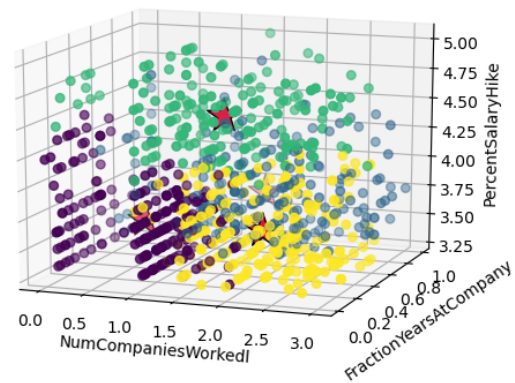 5.00
4.75
4.50
4.25
4.00
3.75
3.50
3.25
PercentSalaryHike
0.0 0.5 1.0 1.5 2.0 2.5 3.0
NumCompaniesWorkedl
0.0 0.2 0.4 0.6 0.8 1.0
FractionYearsAtCompany